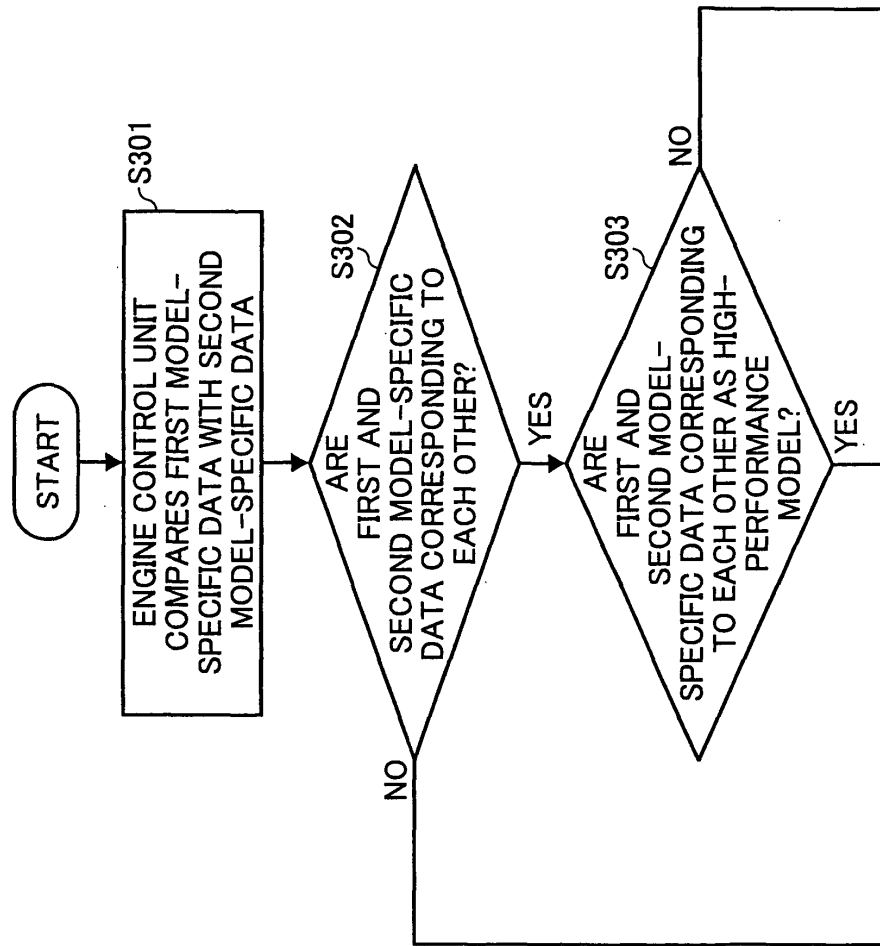 START
S301
ENGINE CONTROL UNIT
COMPARES FIRST MODEL-
SPECIFIC DATA WITH SECOND
MODEL-SPECIFIC DATA
S302
ARE
FIRST AND
SECOND MODEL-SPECIFIC
DATA CORRESPONDING TO
EACH OTHER?
NO
YES
S303
ARE
FIRST AND
SECOND MODEL-
SPECIFIC DATA CORRESPONDING
TO EACH OTHER AS HIGH-
PERFORMANCE
MODEL?
NO
YES